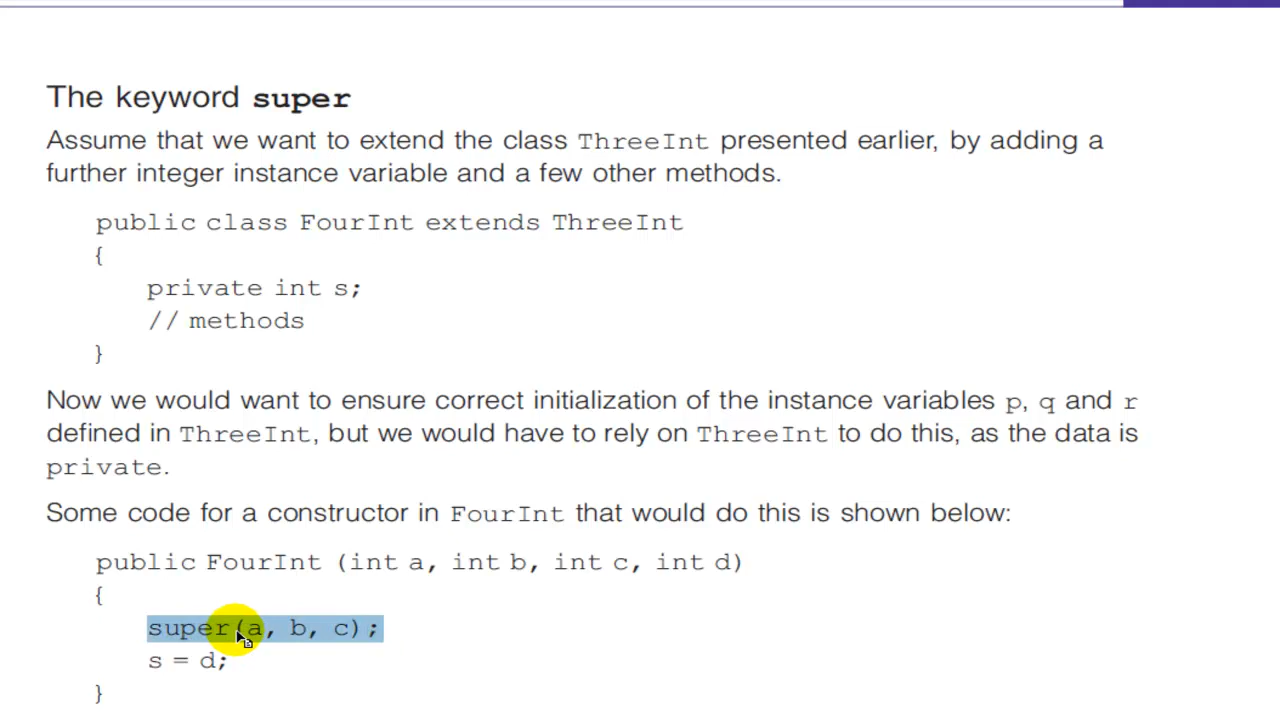 The keyword super
Assume that we want to extend the class ThreeInt presented earlier, by adding a
further integer instance variable and a few other methods.
public class FourInt extends ThreeInt
{
private int s;
// methods
}
Now we would want to ensure correct initialization of the instance variables p, q and r
defined in ThreeInt, but we would have to rely on ThreeInt to do this, as the data is
private.
Some code for a constructor in FourInt that would do this is shown below:
public FourInt (int a, int b, int c, int d)
{
super(a, b, c);
s = d;
}